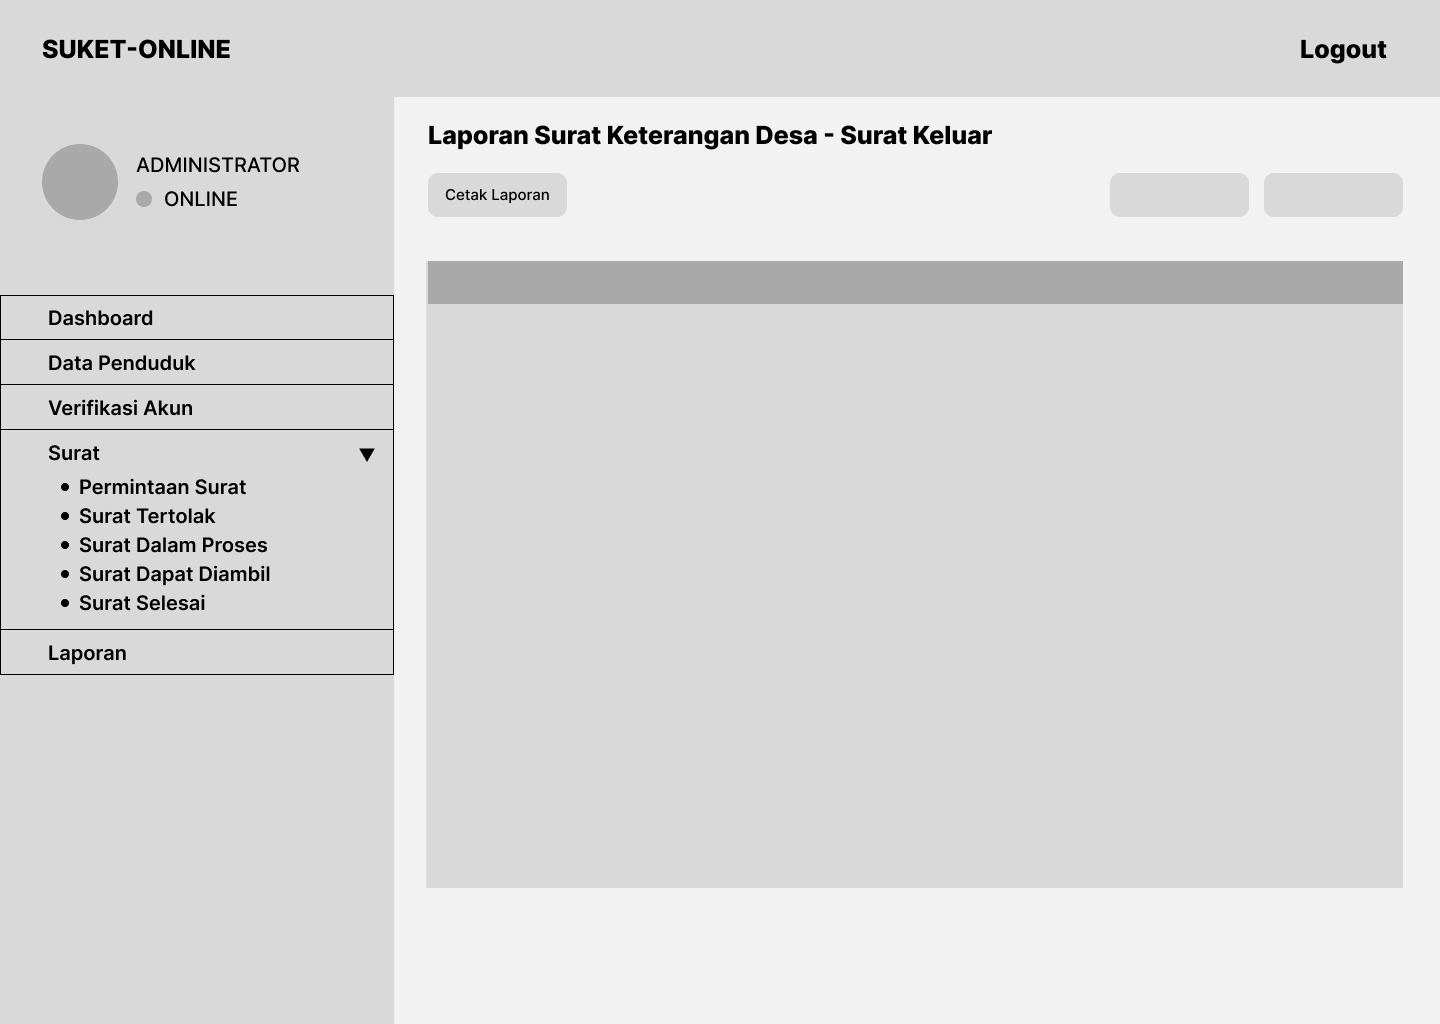 SUKET-ONLINE
Logout
ADMINISTRATOR
ONLINE
Dashboard
Data Penduduk
Verifikasi Akun
Surat
Permintaan Surat
Surat Tertolak
Surat Dalam Proses
Surat Dapat Diambil
Surat Selesai
Laporan
Laporan Surat Keterangan Desa - Surat Keluar
Cetak Laporan